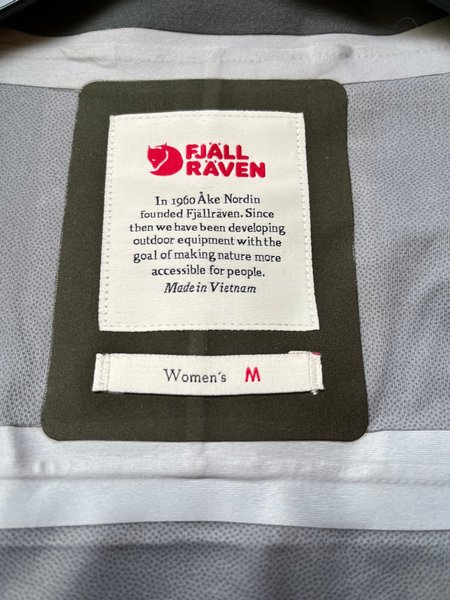 FJÄLL
RÄVEN
In 1960 Åke Nordin
founded Fjällräven. Since
then we have been developing
outdoor equipment with the
goal of making nature more
accessible for people.
Made in Vietnam
Women's M